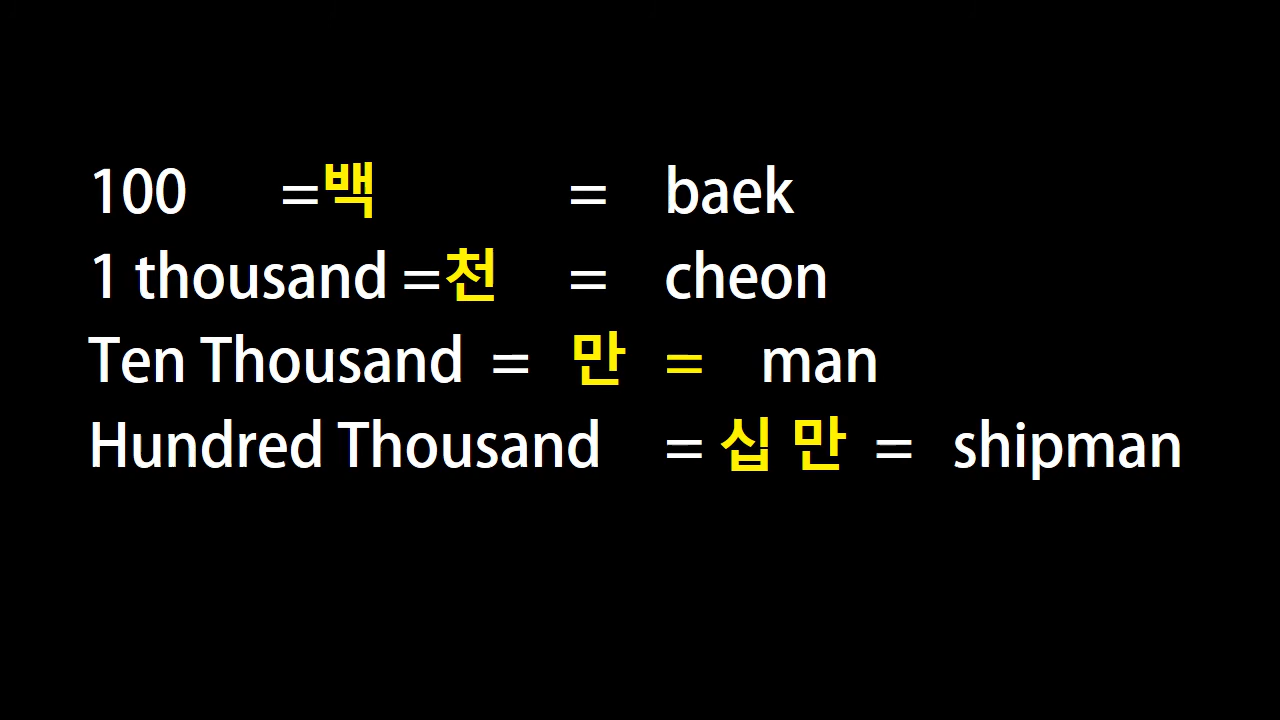 100 =백 = baek
1 thousand =천 = cheon
Ten Thousand = 만 = man
Hundred Thousand = 십 만 = shipman